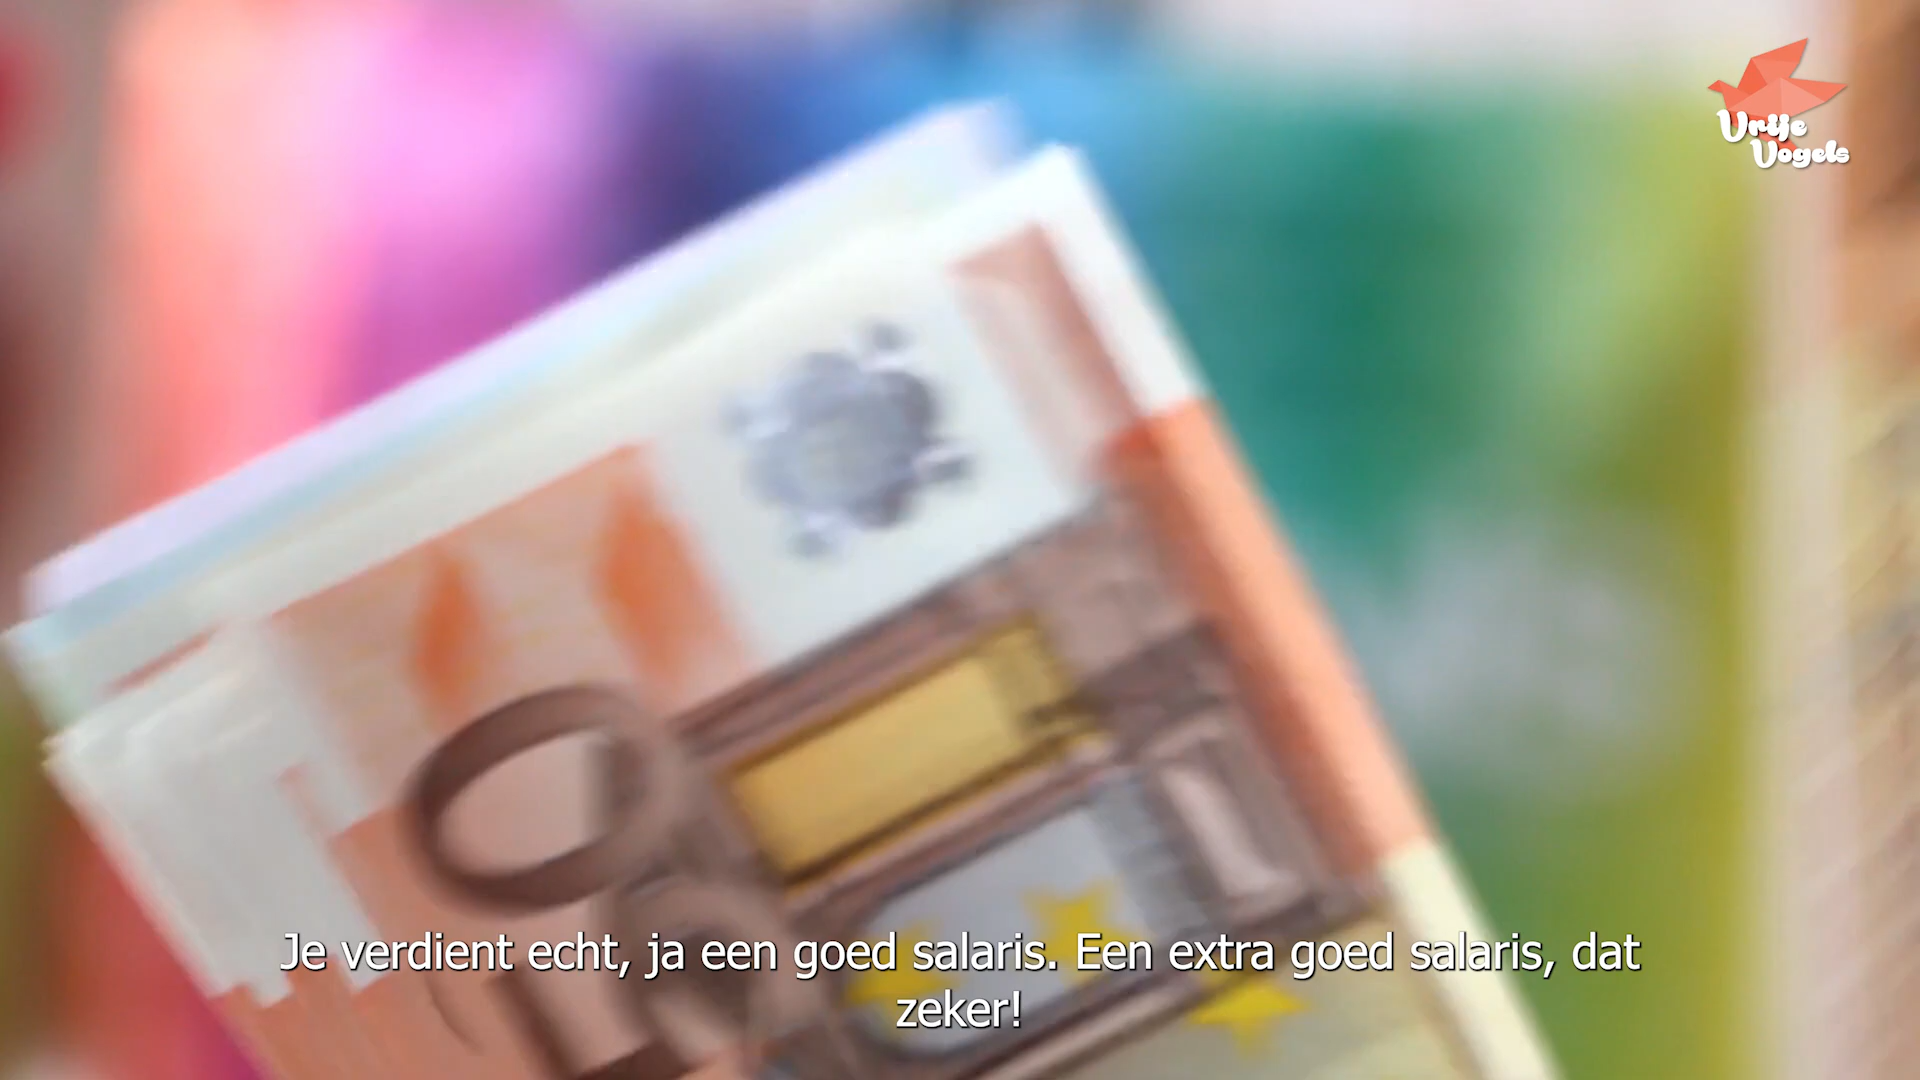 Vrije
Vogels
Je verdient echt, ja een goed salaris. Een extra goed salaris, dat
zeker!